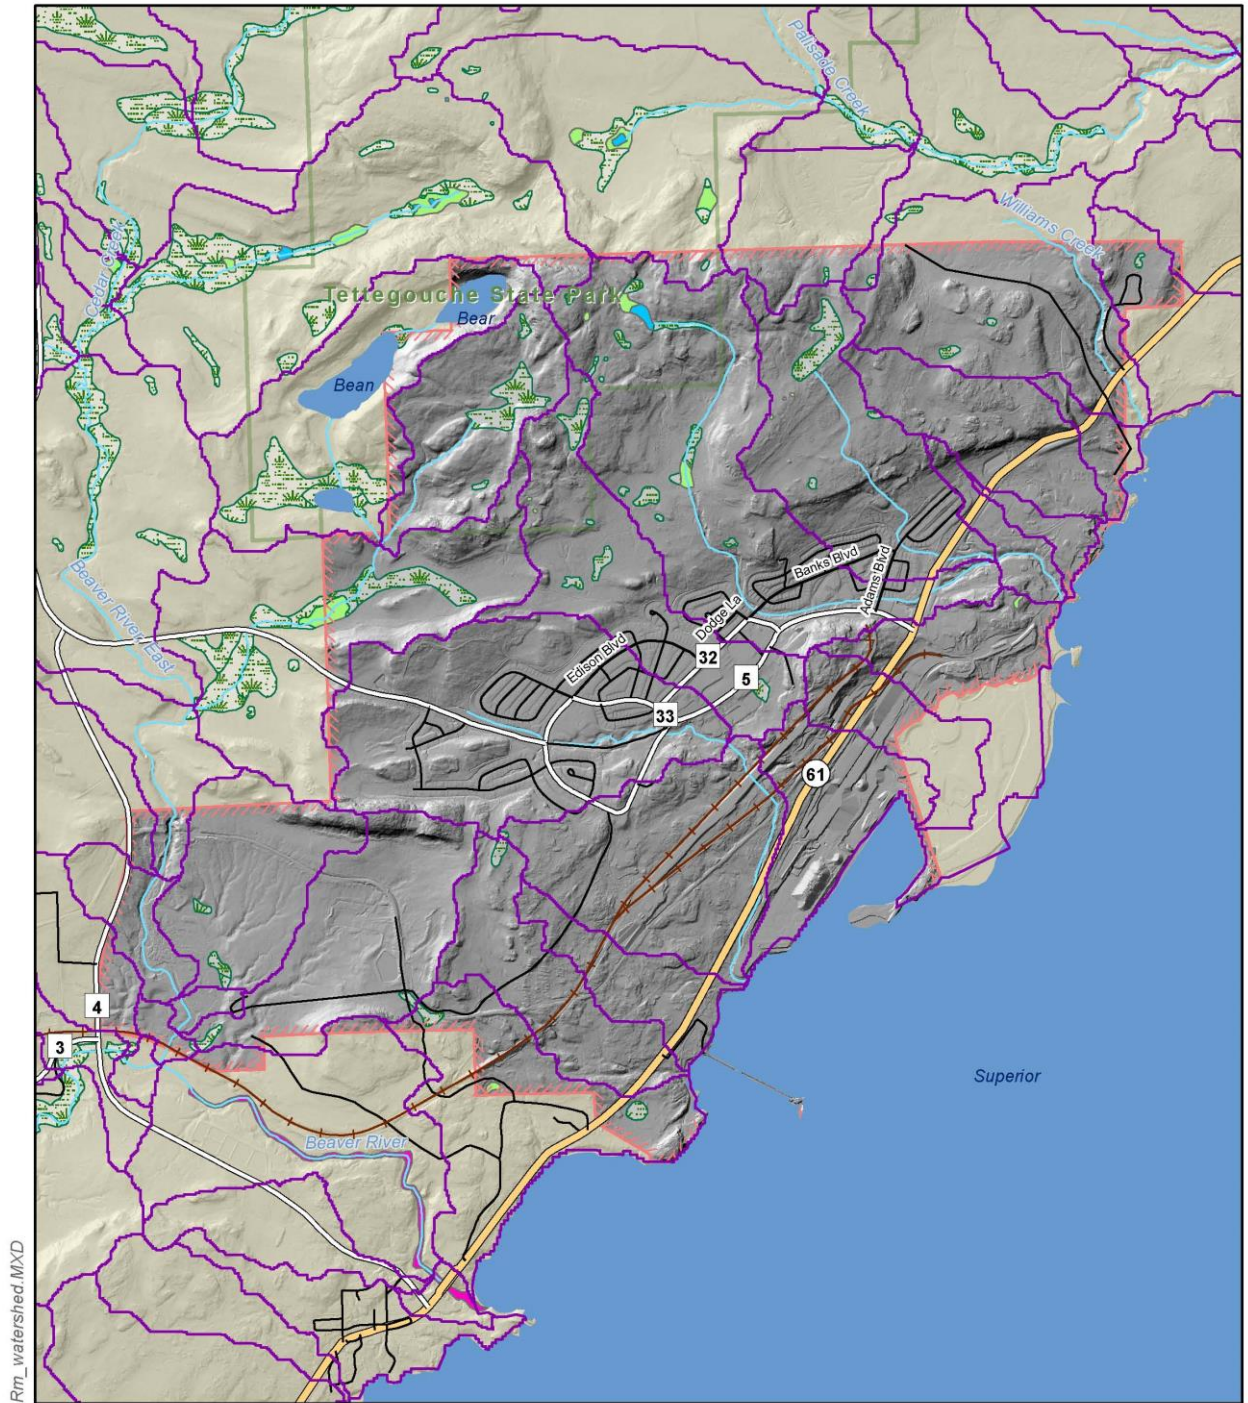 Palisade Creek
Williams Creek
Cedar Creek
Tettegouche State Park
Bear
Bean
Beaver River East
Banks Blvd
Adams Blvd
Dodge La
Edison Blvd
32
5
33
61
4
3
Superior
Beaver River
Rm_watershed.MXD